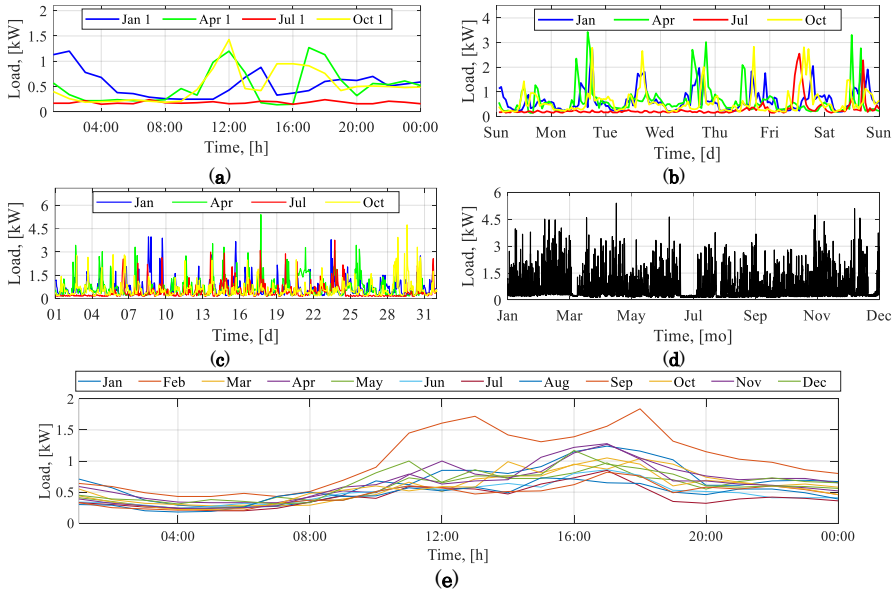 Jan 1 Apr 1 Jul 1 Oct 1
2
1.5
1
0.5
0
Load, [kW]
04:00 08:00 12:00 16:00 20:00 00:00
Time, [h]
(a)
Jan Apr Jul Oct
4
3
2
1
0
Load, [kW]
Sun Mon Tue Wed Thu Fri Sat Sun
Time, [d]
(b)
Jan Apr Jul Oct
6
4.5
3
1.5
0
Load, [kW]
01 04 07 10 13 16 19 22 25 28 31
Time, [d]
(c)
6
4.5
3
1.5
0
Load, [kW]
Jan Mar May Jul Sep Nov Dec
Time, [mo]
(d)
Jan Feb Mar Apr May Jun Jul Aug Sep Oct Nov Dec
2
1.5
1
0.5
0
Load, [kW]
04:00 08:00 12:00 16:00 20:00 00:00
Time, [h]
(e)